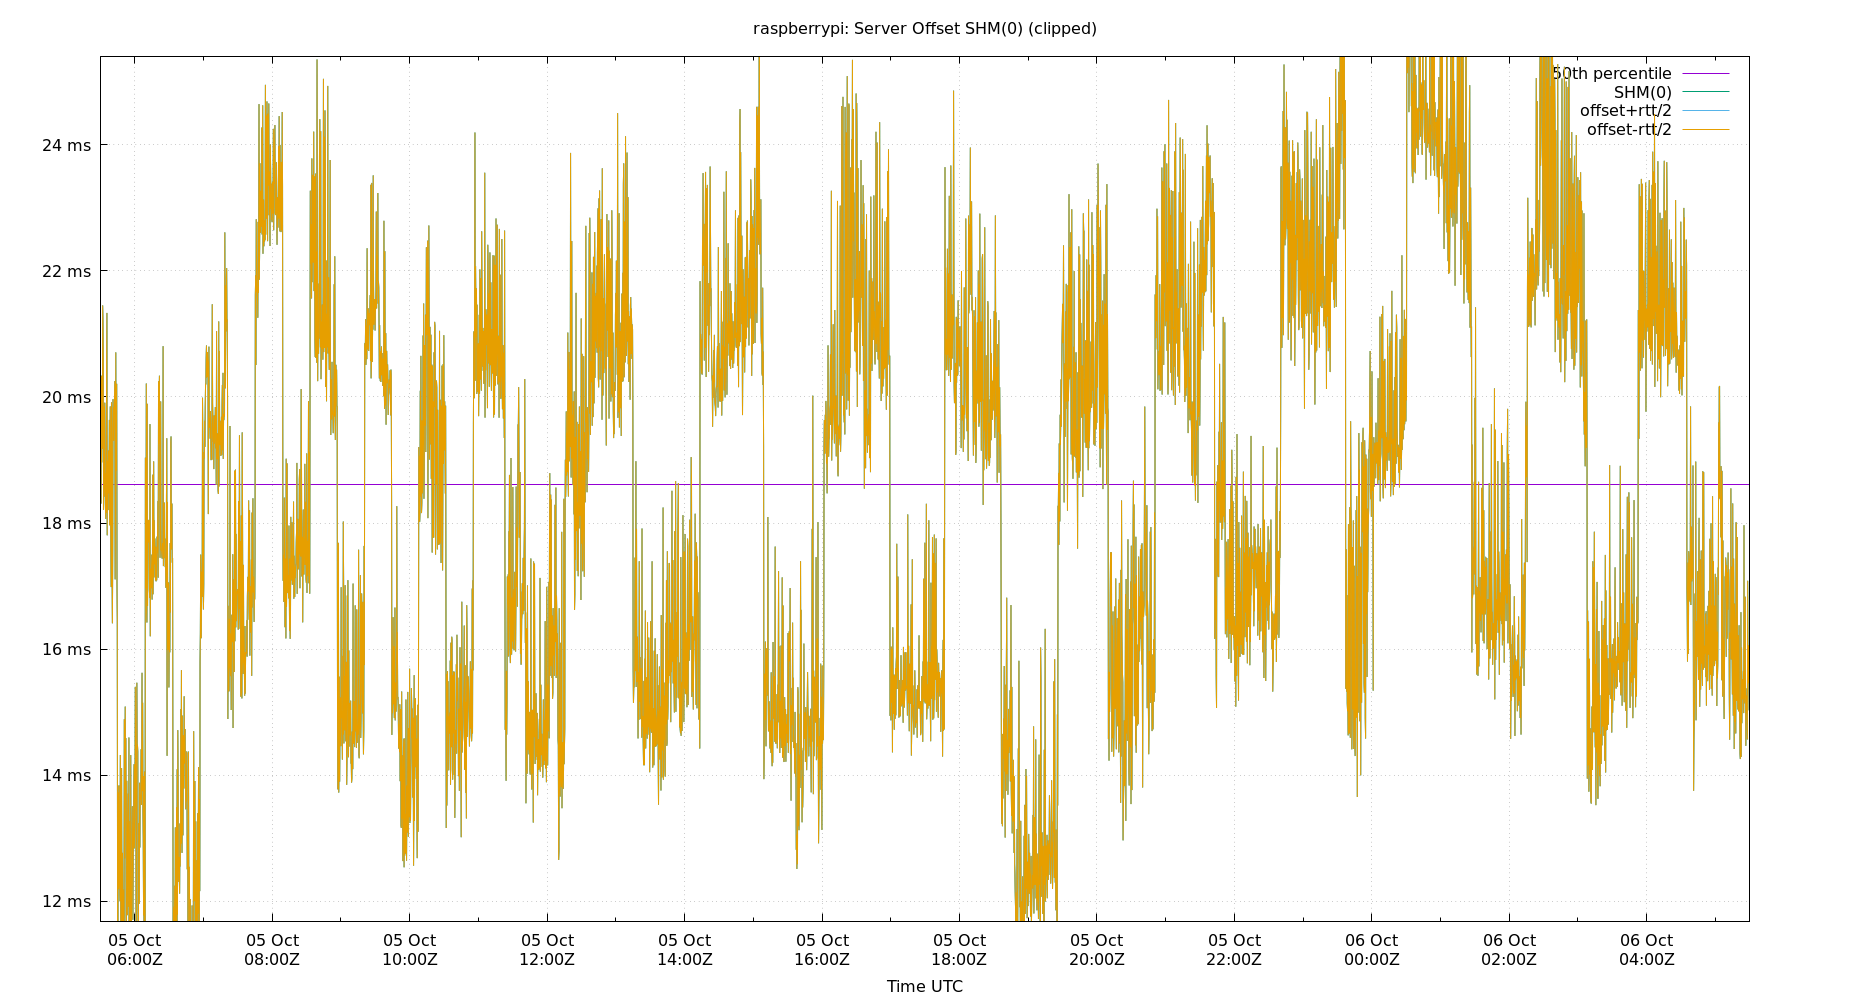 raspberrypi: Server Offset SHM(0) (clipped)
50th percentile
SHM(0)
offset+rtt/2
offset-rtt/2
24 ms
22 ms
20 ms
18 ms
16 ms
14 ms
12 ms
05 Oct 05 Oct 05 Oct 05 Oct 05 Oct 05 Oct 05 Oct 05 Oct 05 Oct 06 Oct 06 Oct 06 Oct
06:00Z 08:00Z 10:00Z 12:00Z 14:00Z 16:00Z 18:00Z 20:00Z 22:00Z 00:00Z 02:00Z 04:00Z
Time UTC